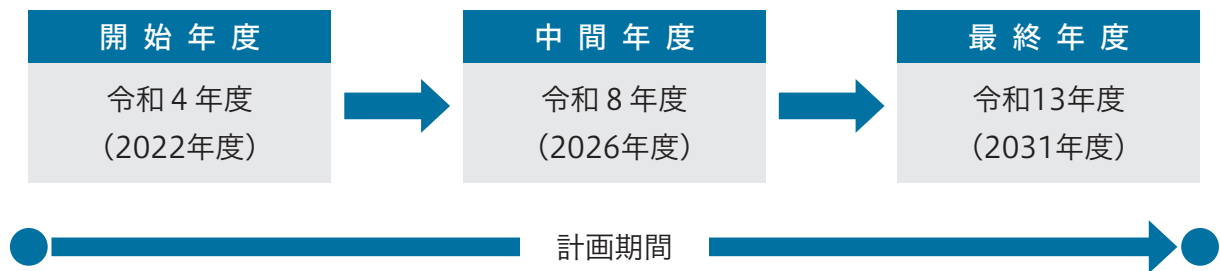 開始年度
令和４年度
（2022年度）
中間年度
令和８年度
（2026年度）
最終年度
令和13年度
（2031年度）
計画期間